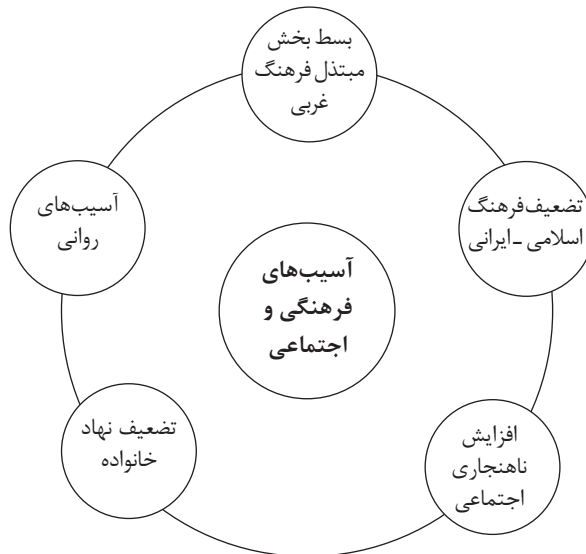 بسط بخش
مبتذل فرهنگ
غربی
تضعیف فرهنگ
اسلامی ـ ایرانی
آسیب‌های
روانی
آسیب‌های
فرهنگی و
اجتماعی
تضعیف نهاد
خانواده
افزایش
ناهنجاری
اجتماعی